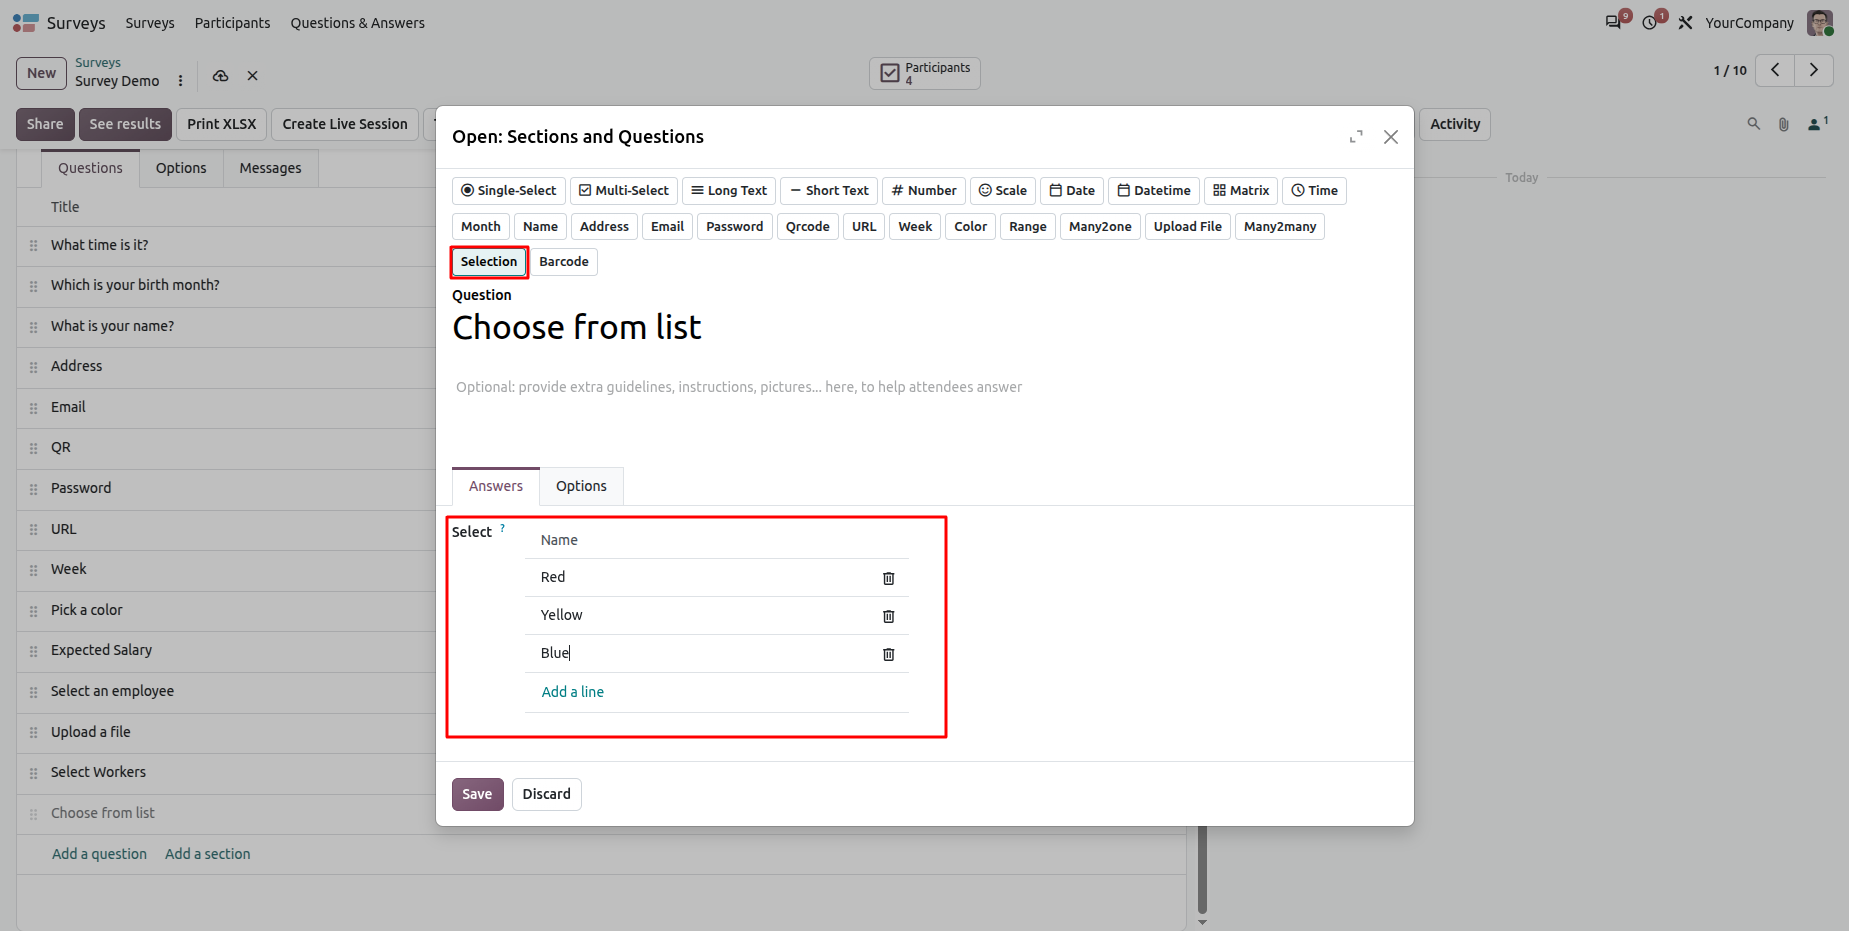 Surveys Surveys Participants Questions & Answers 9 1 YourCompany
New Surveys Survey Demo Participants 4 1 / 10
Share See results Print XLSX Create Live Session Activity 1
Questions Options Messages Today
Title
What time is it?
Which is your birth month?
What is your name?
Address
Email
QR
Password
URL
Week
Pick a color
Expected Salary
Select an employee
Upload a file
Select Workers
Choose from list
Add a question Add a section
Open: Sections and Questions
Single-Select Multi-Select Long Text Short Text # Number Scale Date Datetime Matrix Time
Month Name Address Email Password Qrcode URL Week Color Range Many2one Upload File Many2many
Selection Barcode
Question
Choose from list
Optional: provide extra guidelines, instructions, pictures... here, to help attendees answer
Answers Options
Select ? Name
Red
Yellow
Blue
Add a line
Save Discard